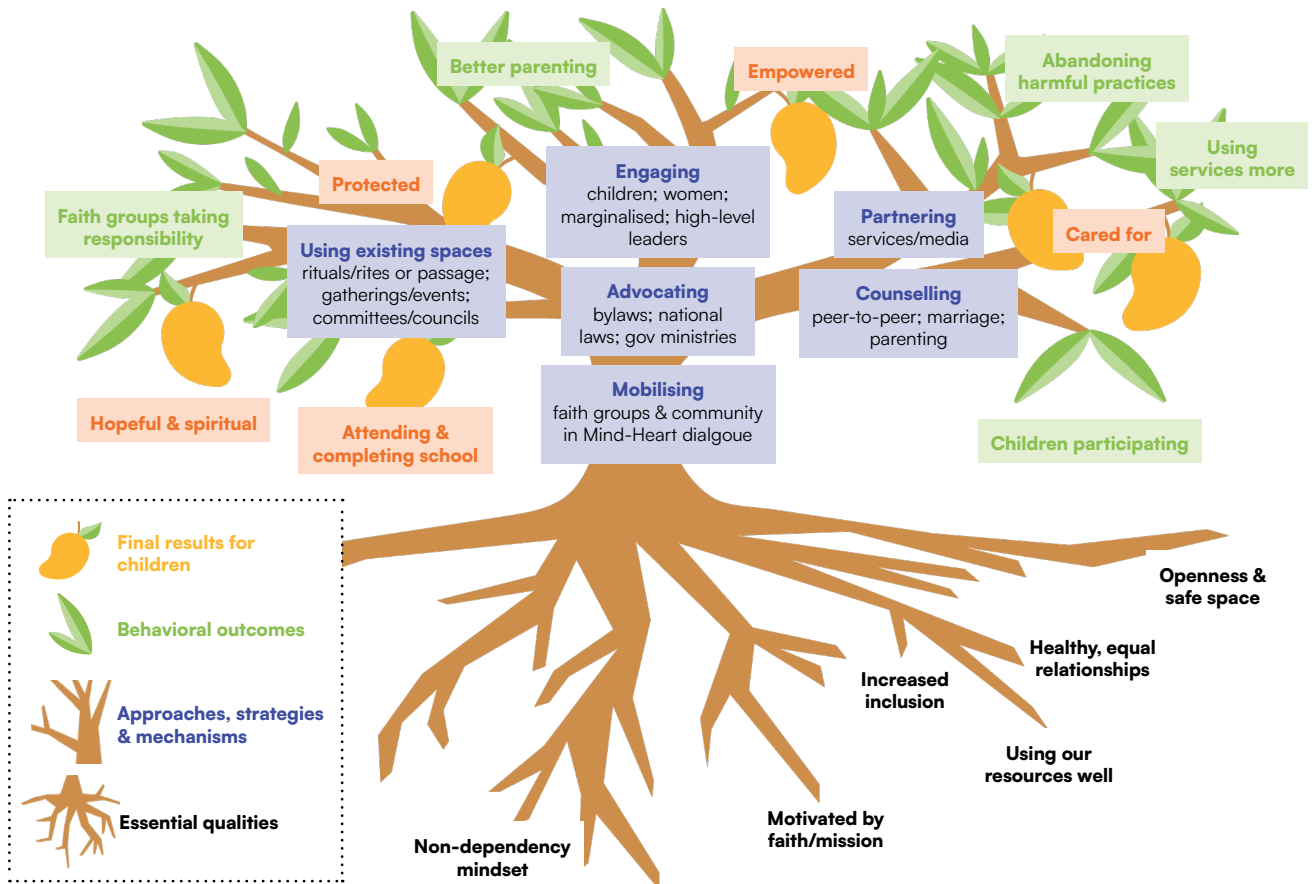 Better parenting
Empowered
Abandoning
harmful practices
Using
services more
Protected
Engaging
children; women;
marginalised; high-level
leaders
Faith groups taking
responsibility
Partnering
services/media
Cared for
Using existing spaces
rituals/rites or passage;
gatherings/events;
committees/councils
Advocating
bylaws; national
laws; gov ministries
Counselling
peer-to-peer; marriage;
parenting
Mobilising
faith groups & community
in Mind-Heart dialgoue
Hopeful & spiritual
Attending &
completing school
Children participating
Final results for
children
Behavioral outcomes
Approaches, strategies
& mechanisms
Essential qualities
Openness &
safe space
Healthy, equal
relationships
Increased
inclusion
Using our
resources well
Motivated by
faith/mission
Non-dependency
mindset